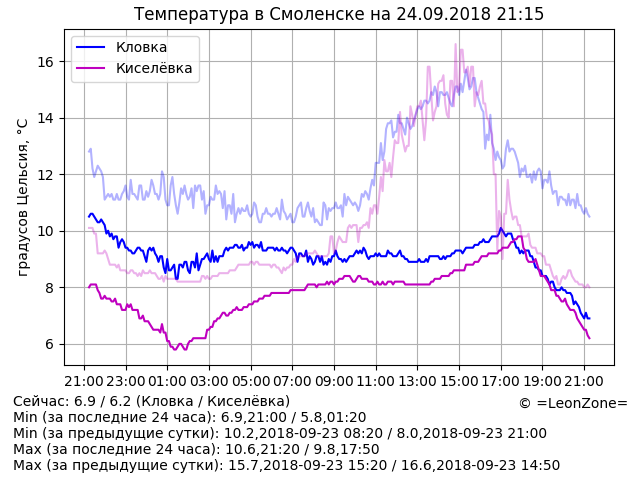 Температура в Смоленске на 24.09.2018 21:15
Кловка
Киселёвка
градусов Цельсия, °C
16
14
12
10
8
6
21:00 23:00 01:00 03:00 05:00 07:00 09:00 11:00 13:00 15:00 17:00 19:00 21:00
Сейчас: 6.9 / 6.2 (Кловка / Киселёвка)
© =LeonZone=
Min (за последние 24 часа): 6.9,21:00 / 5.8,01:20
Min (за предыдущие сутки): 10.2,2018-09-23 08:20 / 8.0,2018-09-23 21:00
Max (за последние 24 часа): 10.6,21:20 / 9.8,17:50
Max (за предыдущие сутки): 15.7,2018-09-23 15:20 / 16.6,2018-09-23 14:50